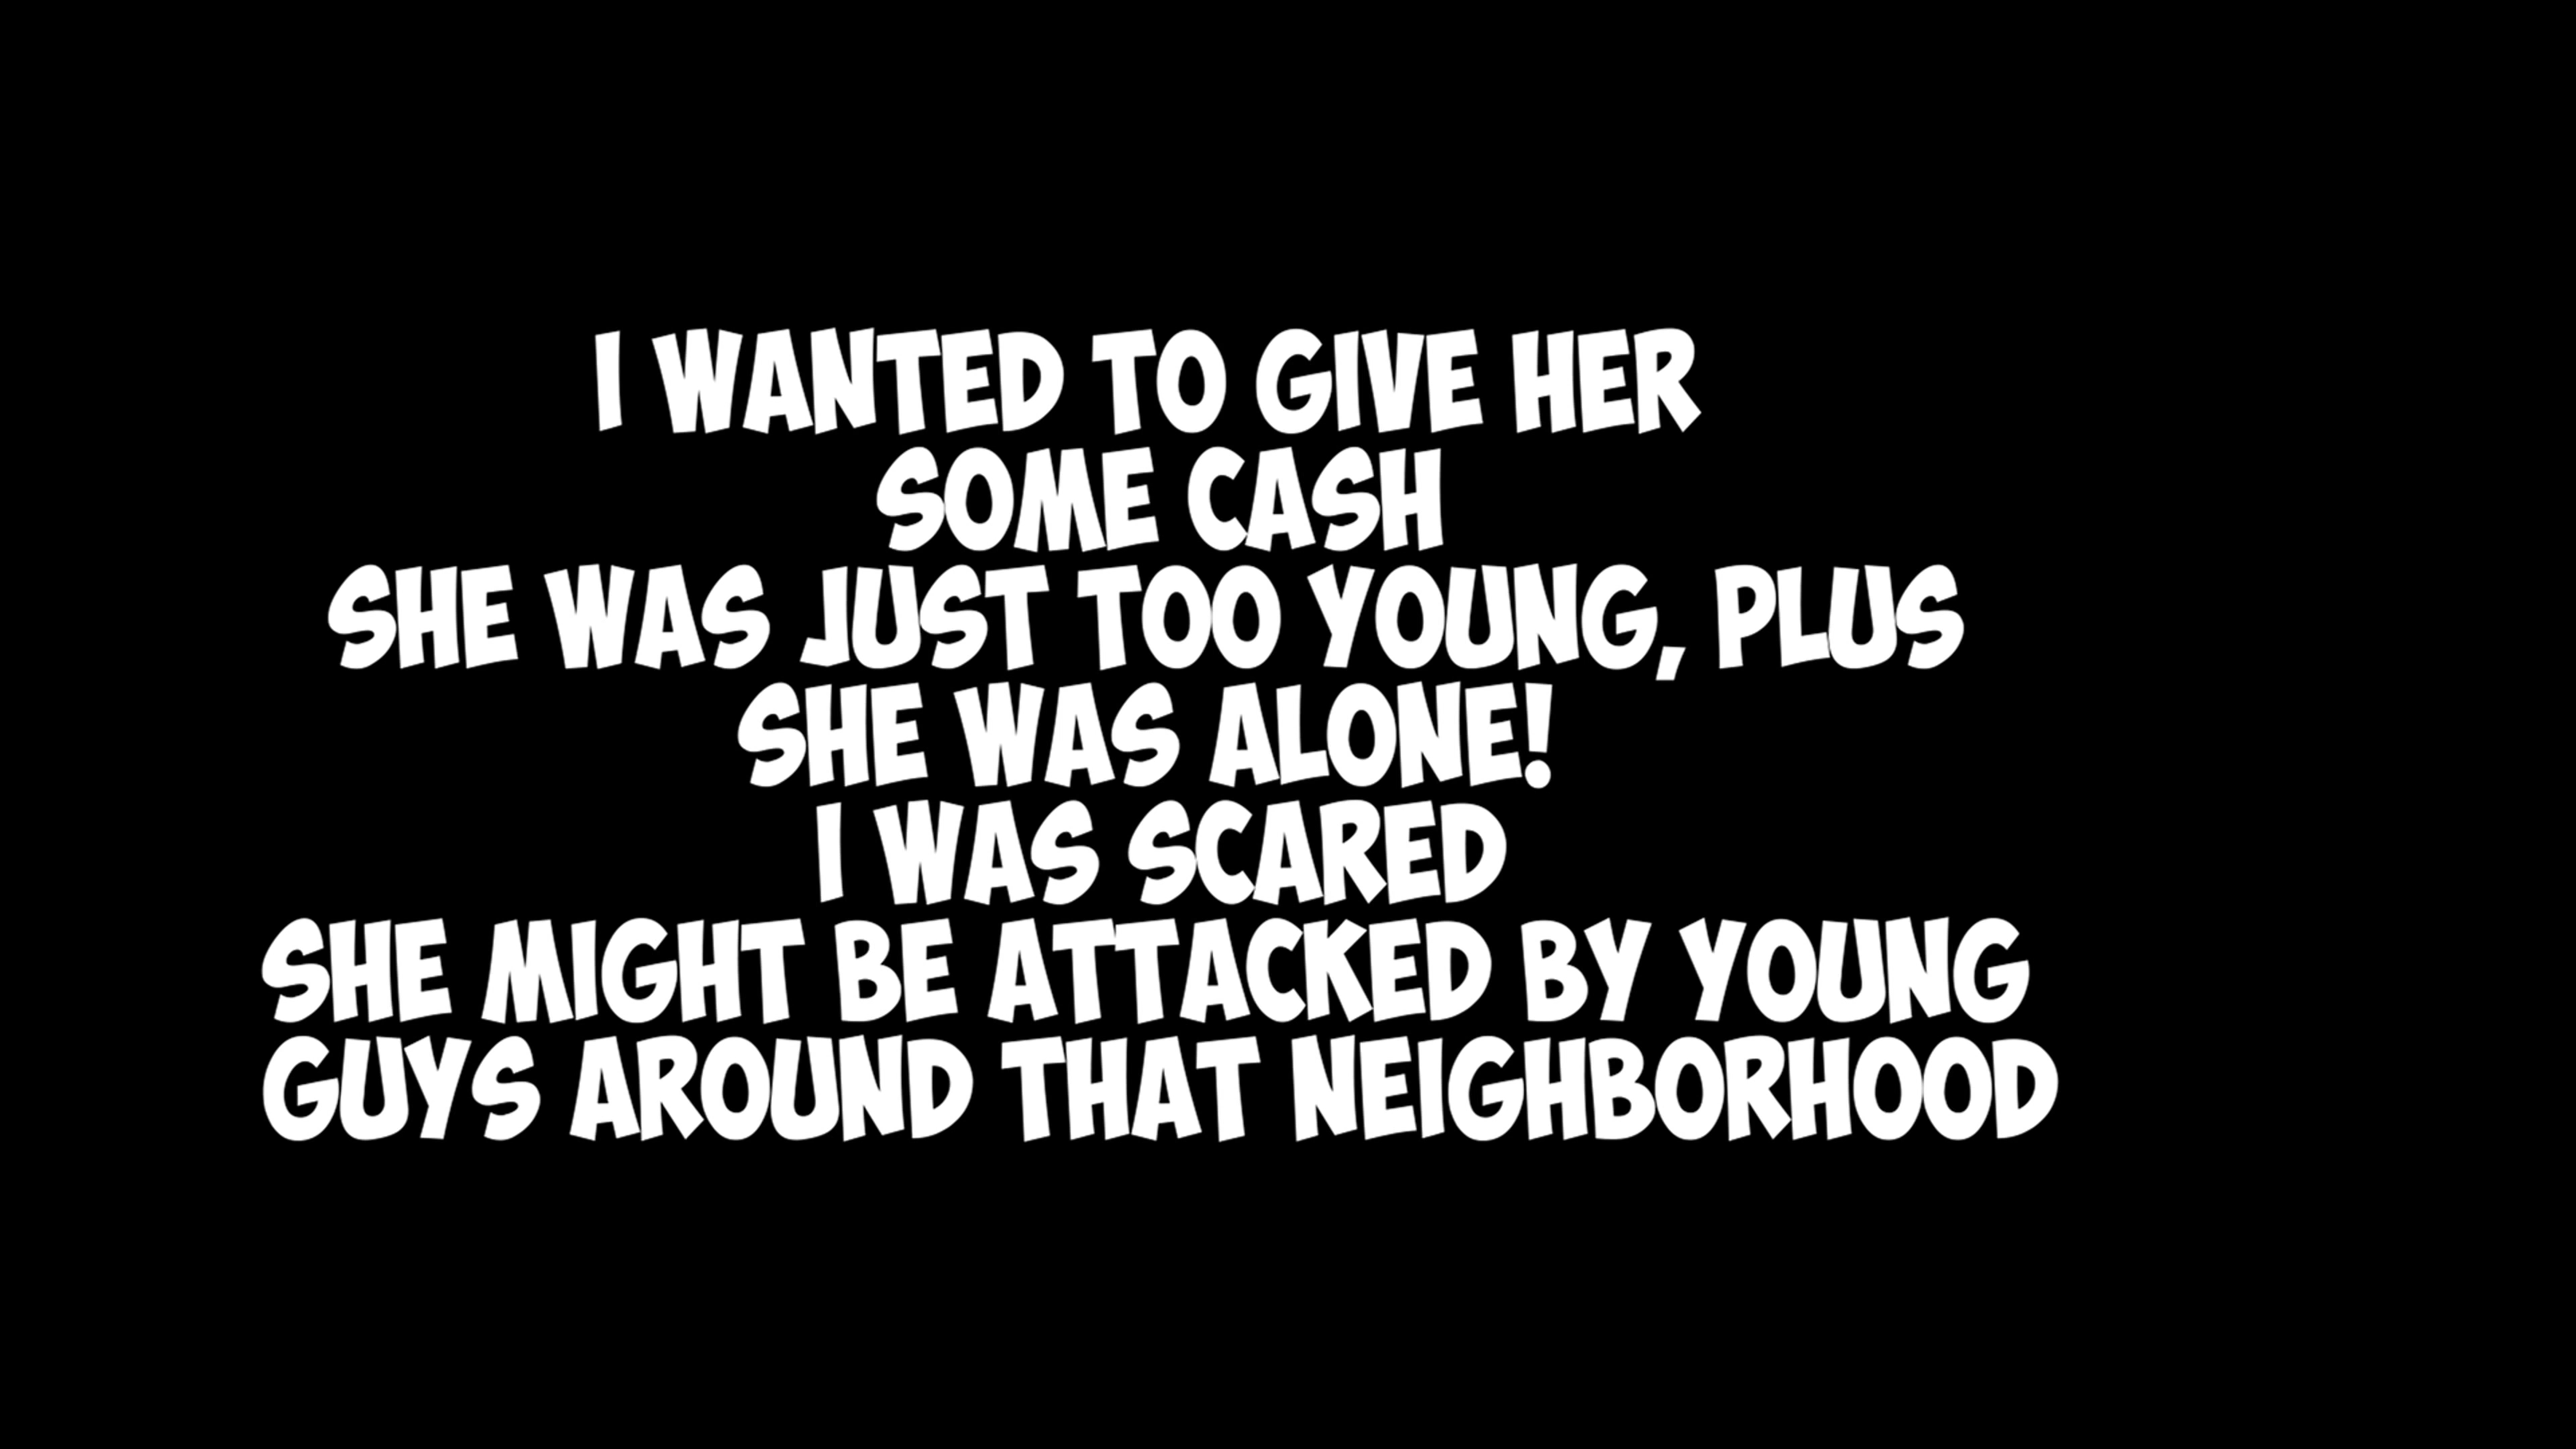 I WANTED TO GIVE HER
SOME CASH
SHE WAS JUST TOO YOUNG, PLUS
SHE WAS ALONE!
I WAS SCARED
SHE MIGHT BE ATTACKED BY YOUNG
GUYS AROUND THAT NEIGHBORHOOD